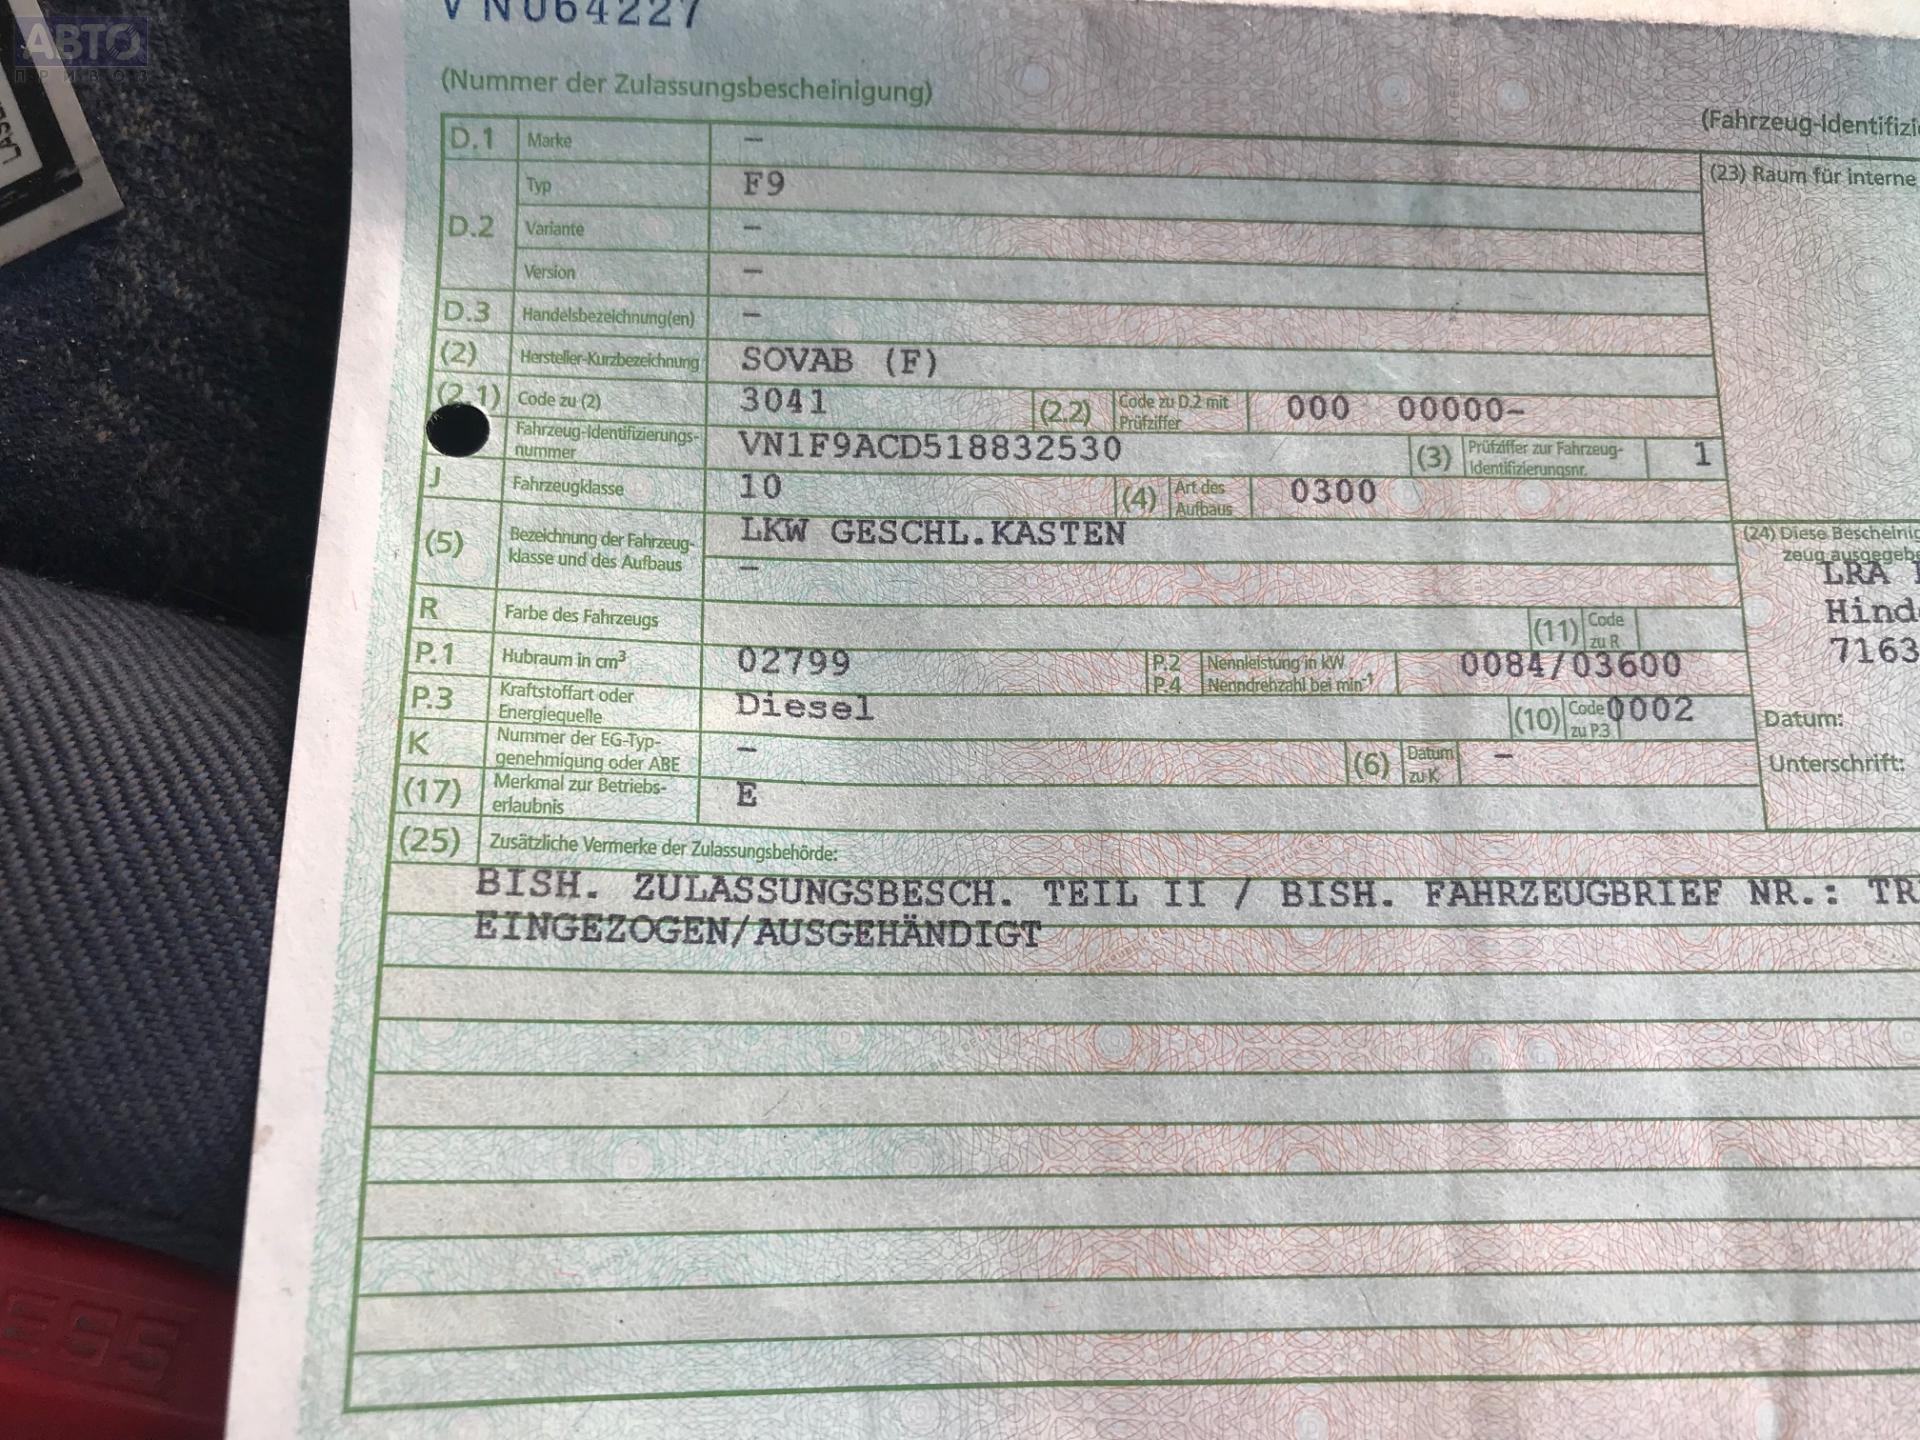 АВТО
ПРИВОЗ
VN064227
(Nummer der Zulassungsbescheinigung)
D.1 Marke –
D.2 Typ F9
Variante –
Version –
D.3 Handelsbezeichnung(en) –
(2) Hersteller-Kurzbezeichnung SOVAB (F)
(2.1) Code zu (2) 3041 (2.2) Code zu D.2 mit Prüfziffer 000 00000–
Fahrzeug-Identifizierungs-
nummer VN1F9ACD518832530 (3) Prüfziffer zur Fahrzeug-
Identifizierungsnr. 1
J Fahrzeugklasse 10 (4) Art des Aufbaus 0300
(5) Bezeichnung der Fahrzeug-
klasse und des Aufbaus LKW GESCHL.KASTEN
–
R Farbe des Fahrzeugs (11) Code zu R
P.1 Hubraum in cm³ 02799 P.2 Nennleistung in kW
P.4 Nenndrehzahl bei min⁻¹ 0084/03600
P.3 Kraftstoffart oder
Energiequelle Diesel (10) Code zu P.3 0002
K Nummer der EG-Typ-
genehmigung oder ABE – (6) Datum zu K –
(17) Merkmal zur Betriebs-
erlaubnis E
(25) Zusätzliche Vermerke der Zulassungsbehörde:
BISH. ZULASSUNGSBESCH. TEIL II / BISH. FAHRZEUGBRIEF NR.: TR
EINGEZOGEN/AUSGEHÄNDIGT
(23) Raum für interne
(24) Diese
LRA
7163
Datum:
Unterschrift: